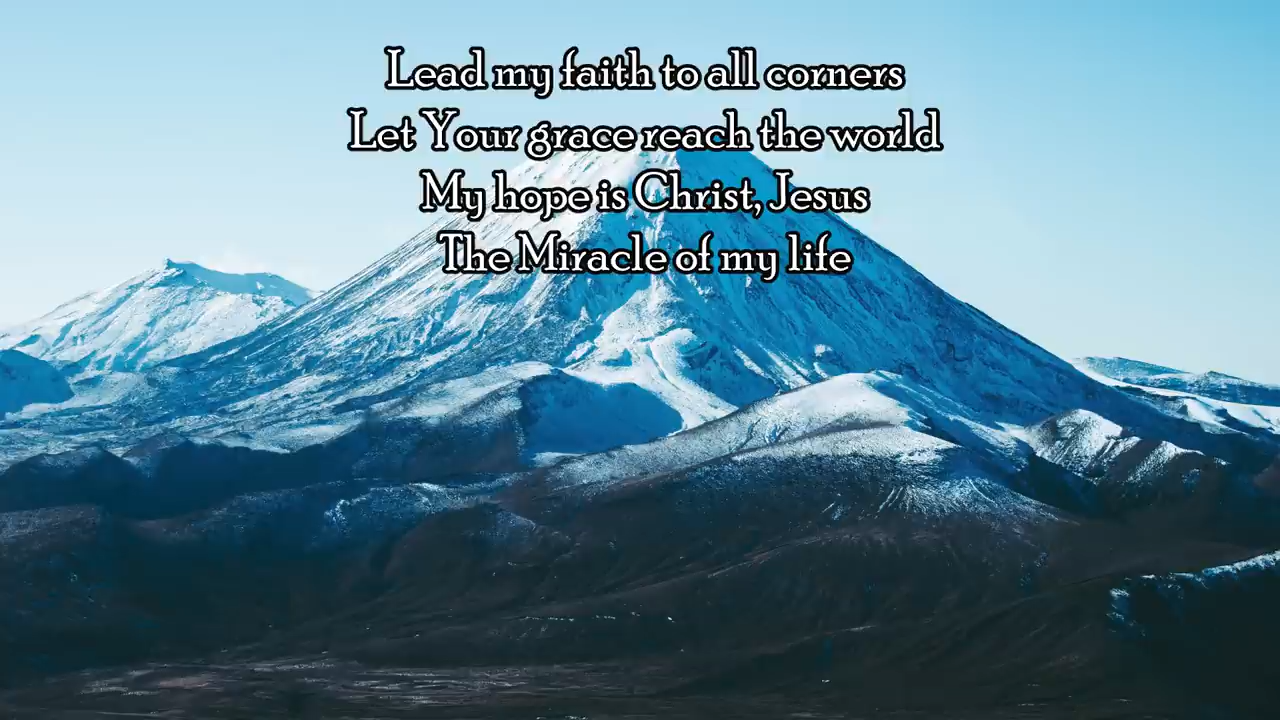 Lead my faith to all corners
Let Your grace reach the world
My hope is Christ, Jesus
The Miracle of my life